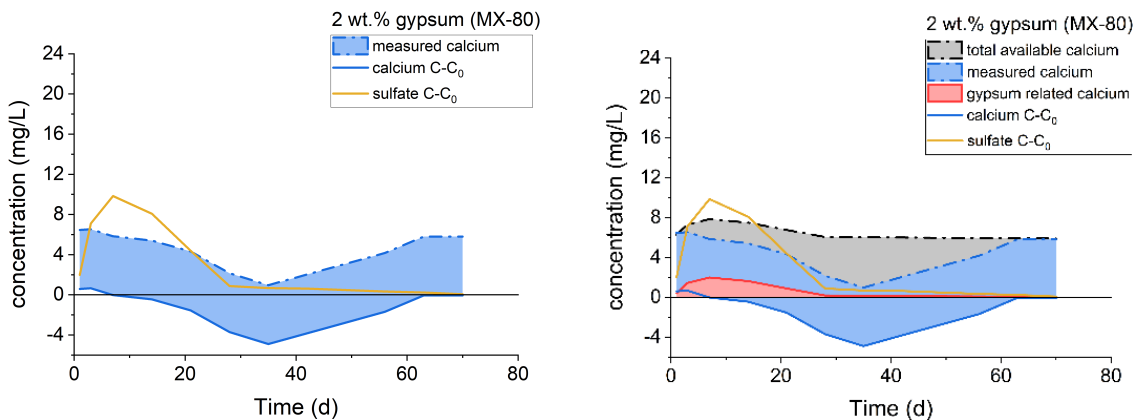 2 wt.% gypsum (MX-80)
measured calcium
calcium C-C₀
sulfate C-C₀
concentration (mg/L)
24
20
16
12
8
4
0
-4
0
20
40
60
80
Time (d)
2 wt.% gypsum (MX-80)
total available calcium
measured calcium
gypsum related calcium
calcium C-C₀
sulfate C-C₀
concentration (mg/L)
24
20
16
12
8
4
0
-4
0
20
40
60
80
Time (d)